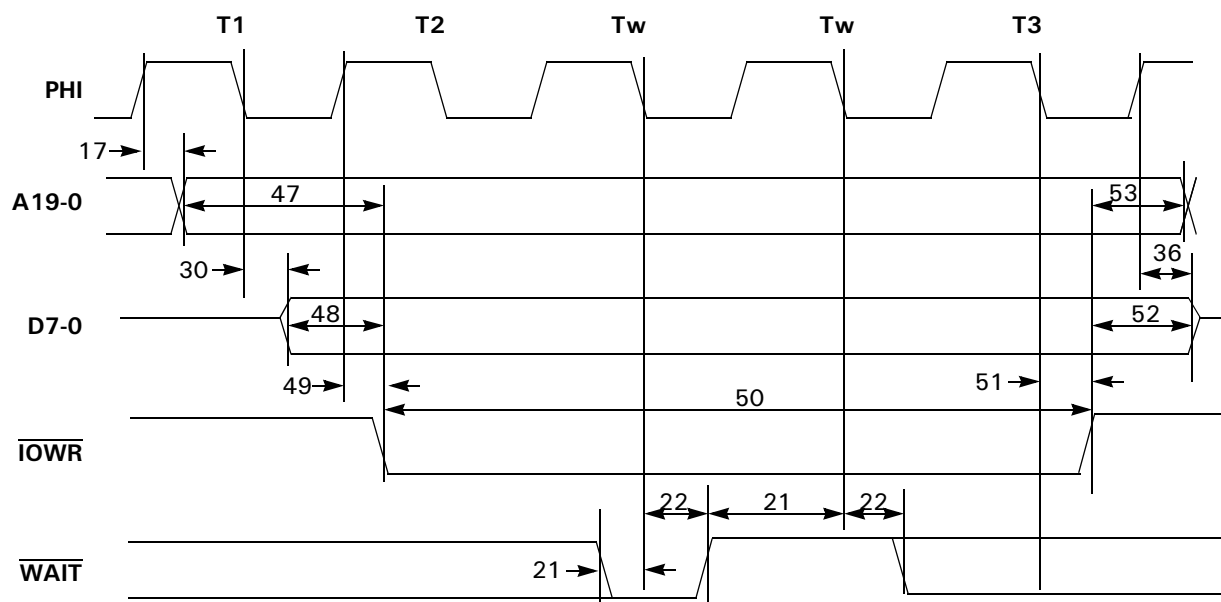 T1 T2 Tw Tw T3
PHI
17
A19-0 47 53
30 36
D7-0 48 52
49 51
50
IOWR
22 21 22
WAIT 21